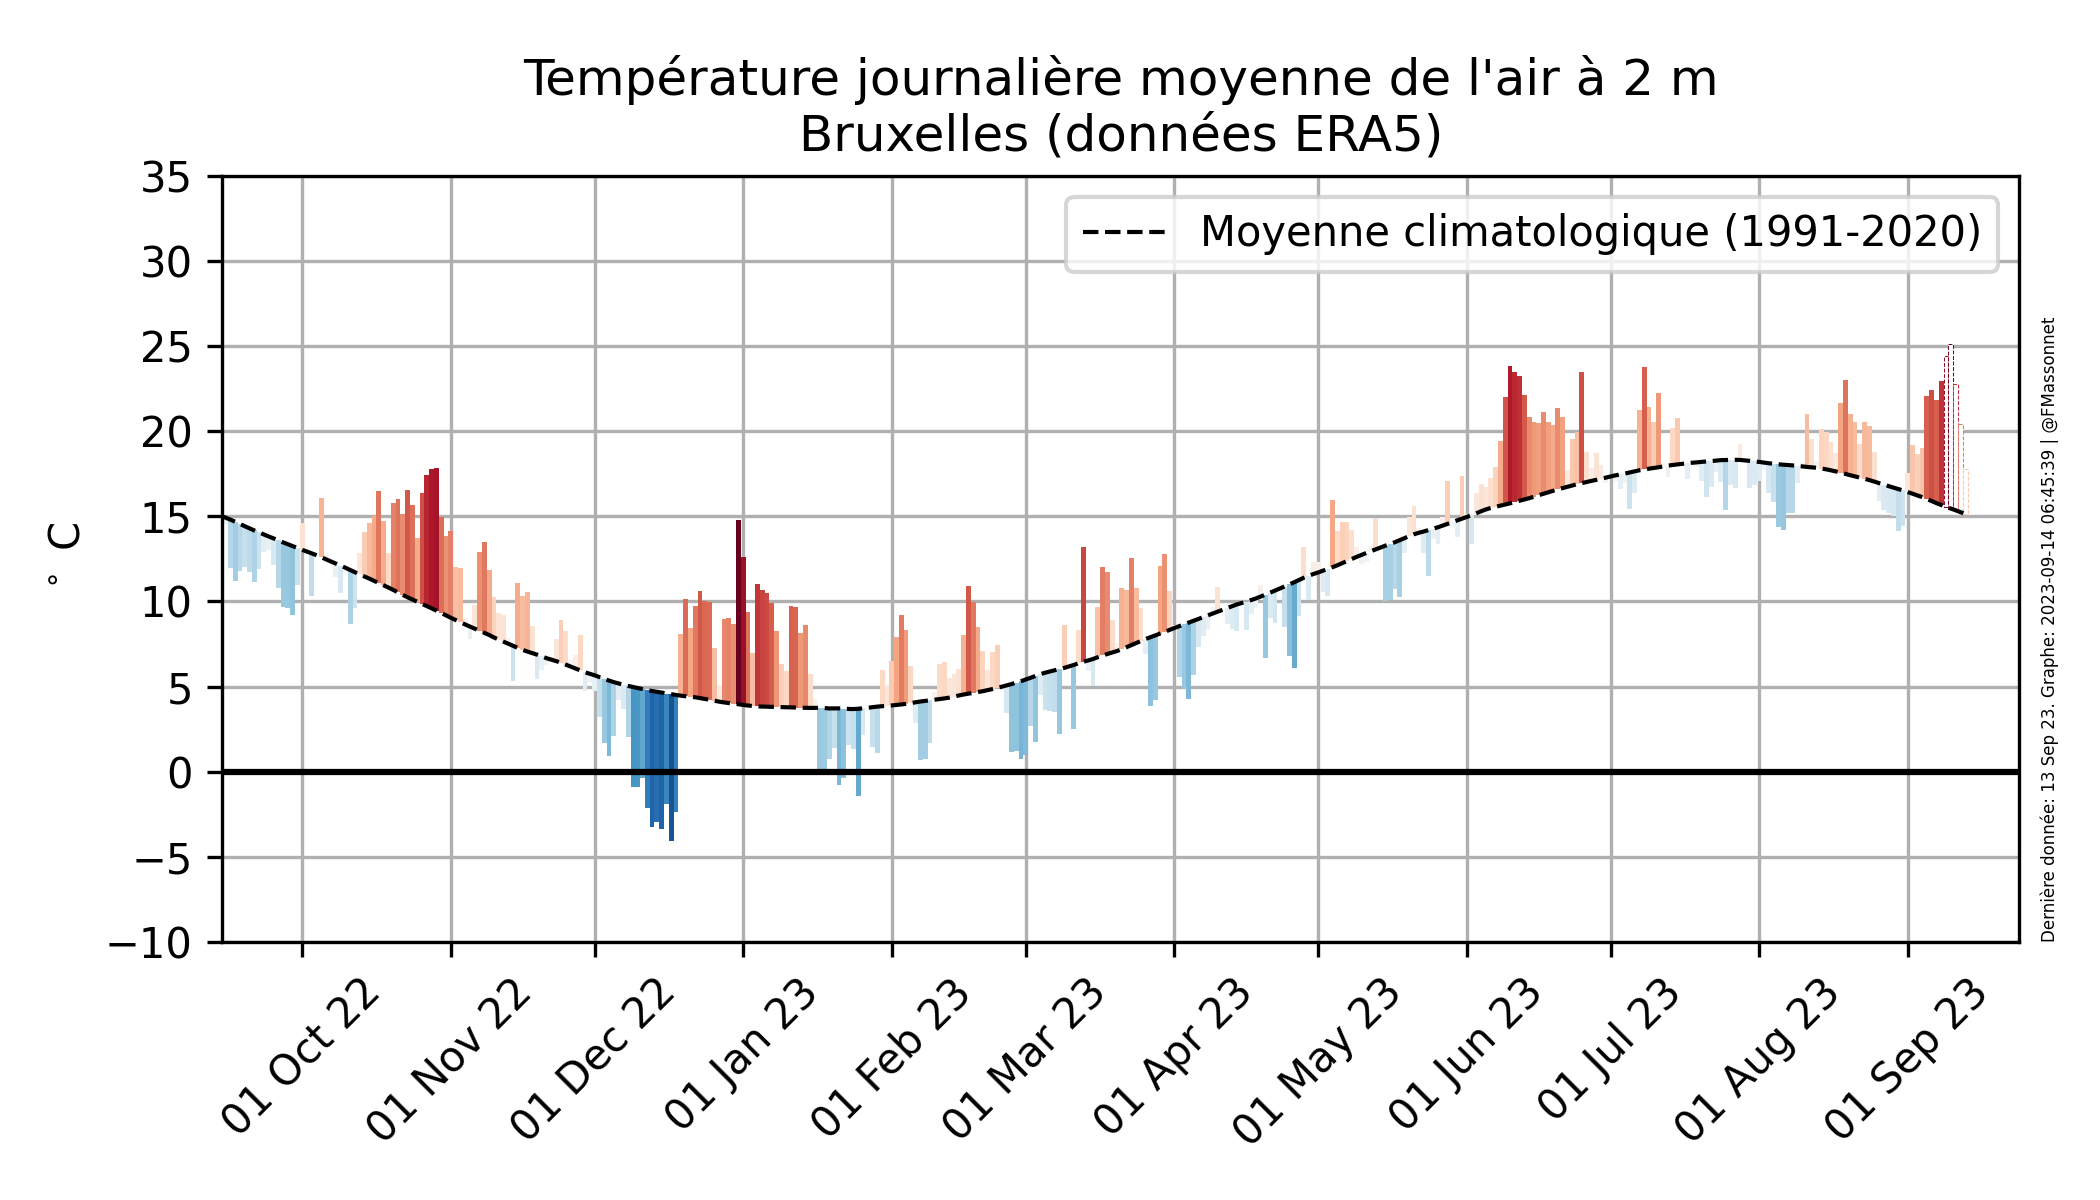 Température journalière moyenne de l'air à 2 m
Bruxelles (données ERA5)
35
30
25
20
15
10
5
0
−5
−10
° C
Moyenne climatologique (1991-2020)
01 Oct 22
01 Nov 22
01 Dec 22
01 Jan 23
01 Feb 23
01 Mar 23
01 Apr 23
01 May 23
01 Jun 23
01 Jul 23
01 Aug 23
01 Sep 23
Dernière donnée: 13 Sep 23. Graphe: 2023-09-14 06:45:39 | @FMassonnet